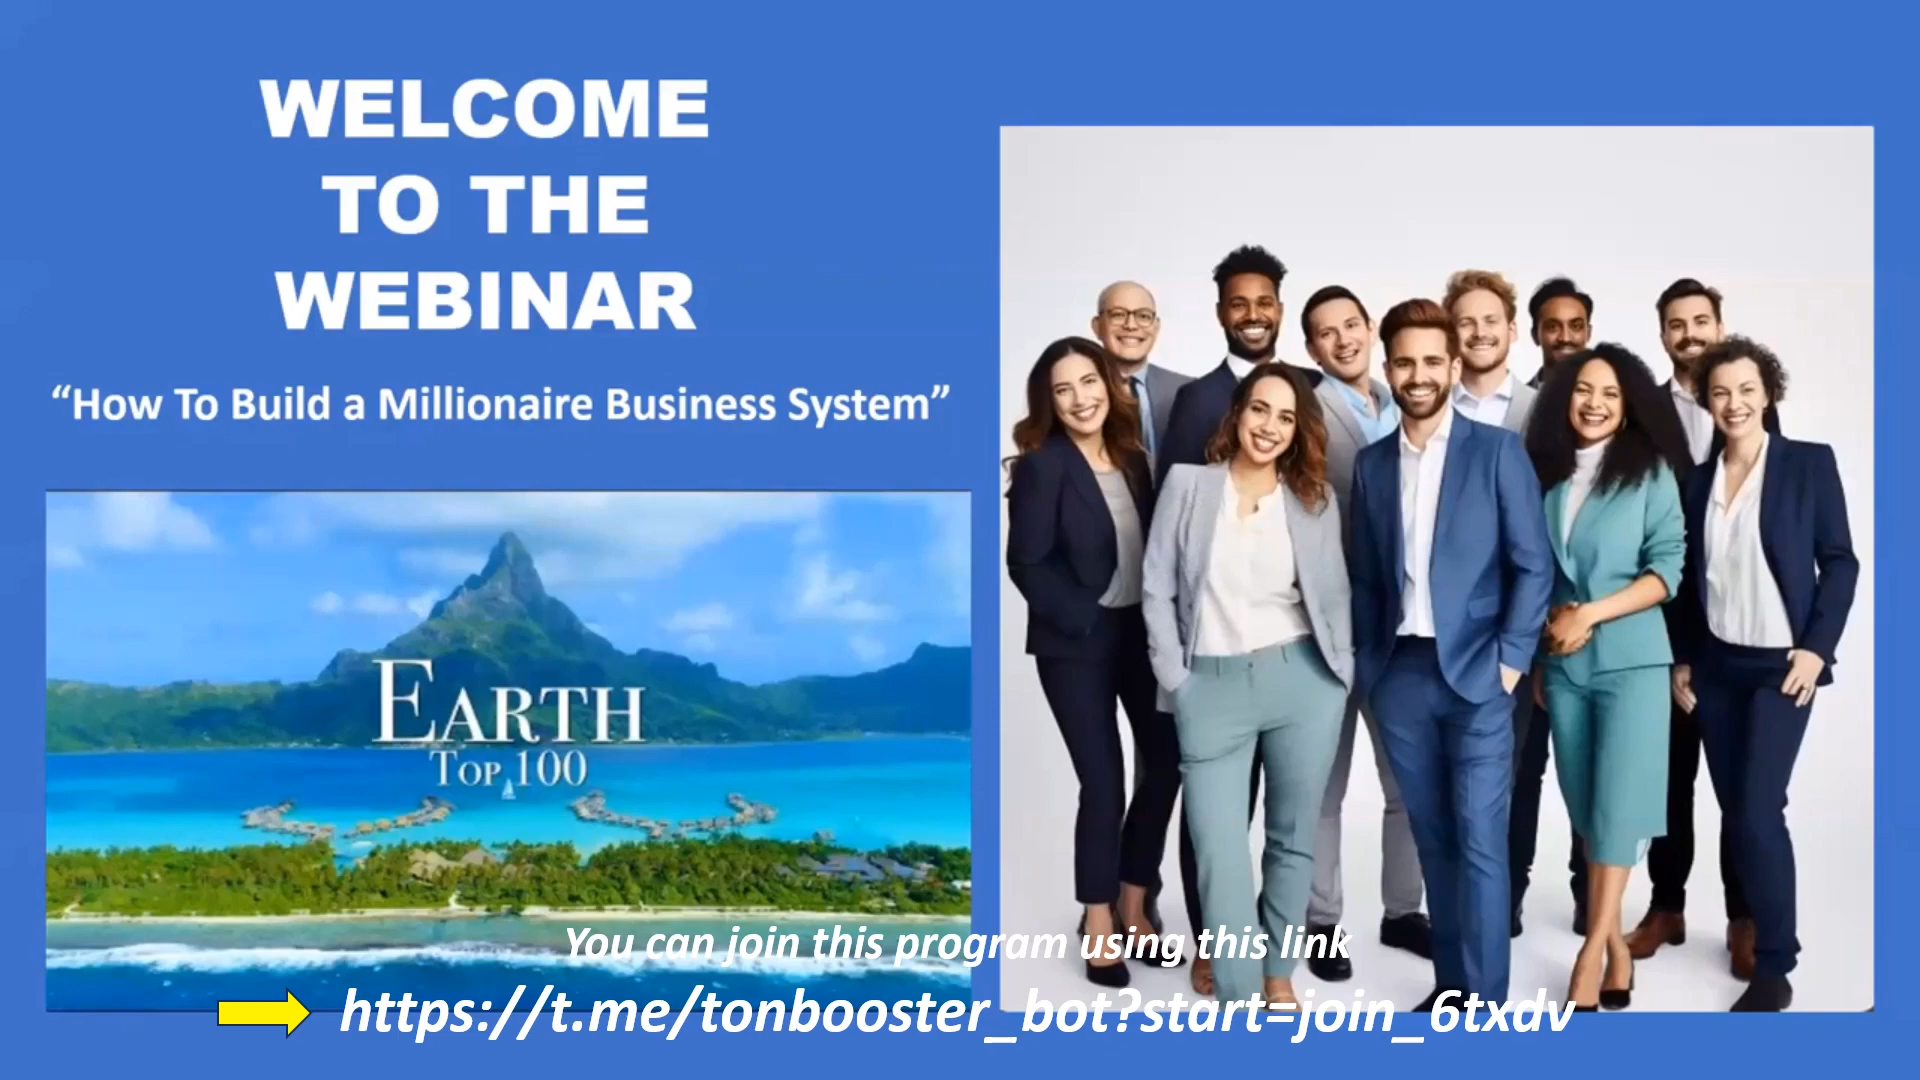 WELCOME
TO THE
WEBINAR
“How To Build a Millionaire Business System”
EARTH
TOP 100
You can join this program using this link
https://t.me/tonbooster_bot?start=join_6txdv